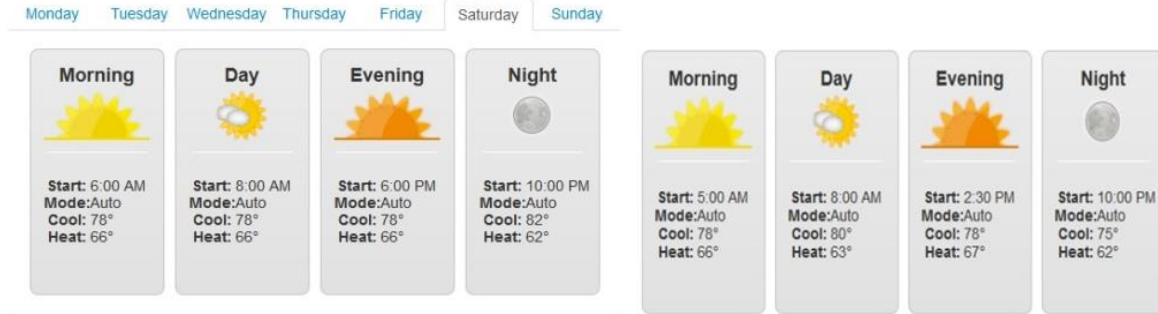 Monday Tuesday Wednesday Thursday Friday Saturday Sunday
Morning
Start: 6:00 AM
Mode:Auto
Cool: 78°
Heat: 66°
Day
Start: 8:00 AM
Mode:Auto
Cool: 78°
Heat: 66°
Evening
Start: 6:00 PM
Mode:Auto
Cool: 78°
Heat: 66°
Night
Start: 10:00 PM
Mode:Auto
Cool: 82°
Heat: 62°
Morning
Start: 5:00 AM
Mode:Auto
Cool: 78°
Heat: 66°
Day
Start: 8:00 AM
Mode:Auto
Cool: 80°
Heat: 63°
Evening
Start: 2:30 PM
Mode:Auto
Cool: 78°
Heat: 67°
Night
Start: 10:00 PM
Mode:Auto
Cool: 75°
Heat: 62°